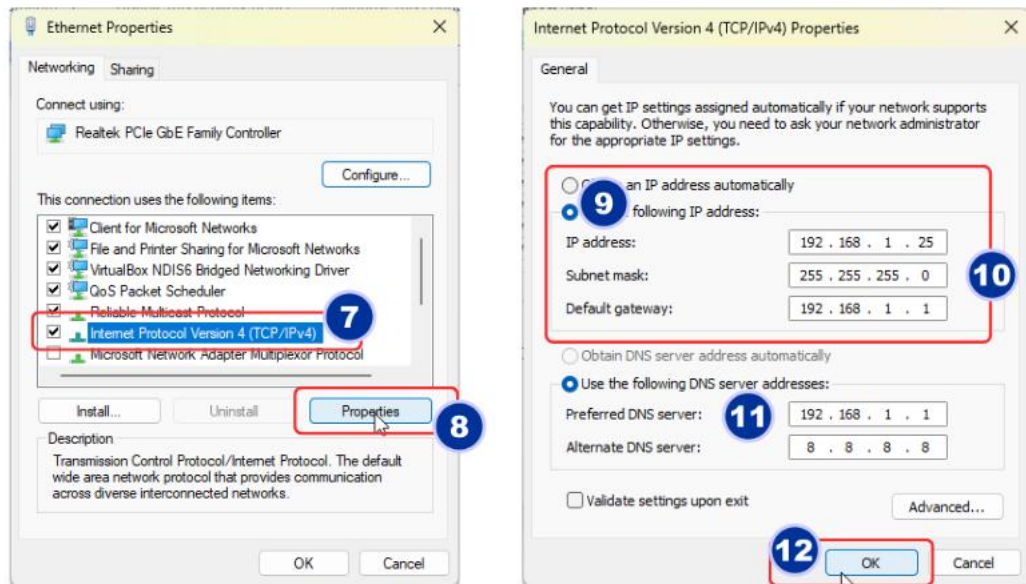 Ethernet Properties
Networking
Sharing
Connect using:
Realtek PCIe GbE Family Controller
Configure...
This connection uses the following items:
Client for Microsoft Networks
File and Printer Sharing for Microsoft Networks
VirtualBox NDIS6 Bridged Networking Driver
QoS Packet Scheduler
Reliable Multicast Protocol
Internet Protocol Version 4 (TCP/IPv4)
7
Microsoft Network Adapter Multiplexor Protocol
Install...
Uninstall
Properties
8
Description
Transmission Control Protocol/Internet Protocol. The default
wide area network protocol that provides communication
across diverse interconnected networks.
OK
Cancel
Internet Protocol Version 4 (TCP/IPv4) Properties
General
You can get IP settings assigned automatically if your network supports
this capability. Otherwise, you need to ask your network administrator
for the appropriate IP settings.
an IP address automatically
9
following IP address:
IP address:
192 . 168 . 1 . 25
Subnet mask:
255 . 255 . 255 . 0
10
Default gateway:
192 . 168 . 1 . 1
Obtain DNS server address automatically
Use the following DNS server addresses:
Preferred DNS server:
11
192 . 168 . 1 . 1
Alternate DNS server:
8 . 8 . 8 . 8
Validate settings upon exit
Advanced...
12
OK
Cancel